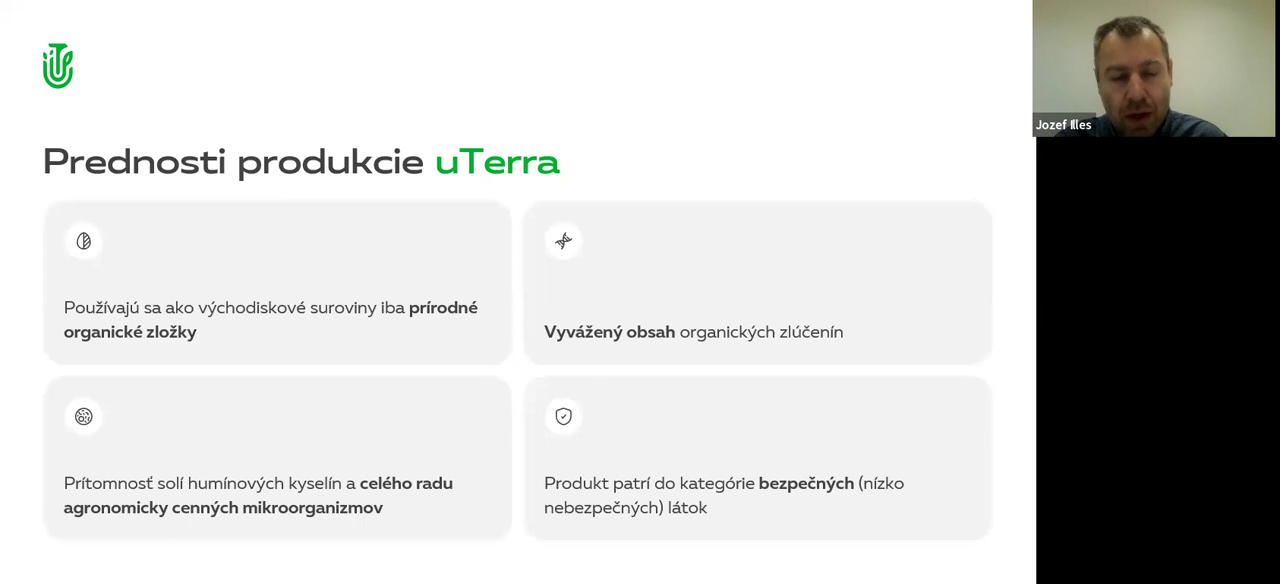 Jozef Illes
Prednosti produkcie uTerra
Používajú sa ako východiskové suroviny iba prírodné
organické zložky
Vyvážený obsah organických zlúčenín
Prítomnosť solí humínových kyselín a celého radu
agronomicky cenných mikroorganizmov
Produkt patrí do kategórie bezpečných (nízko
nebezpečných) látok